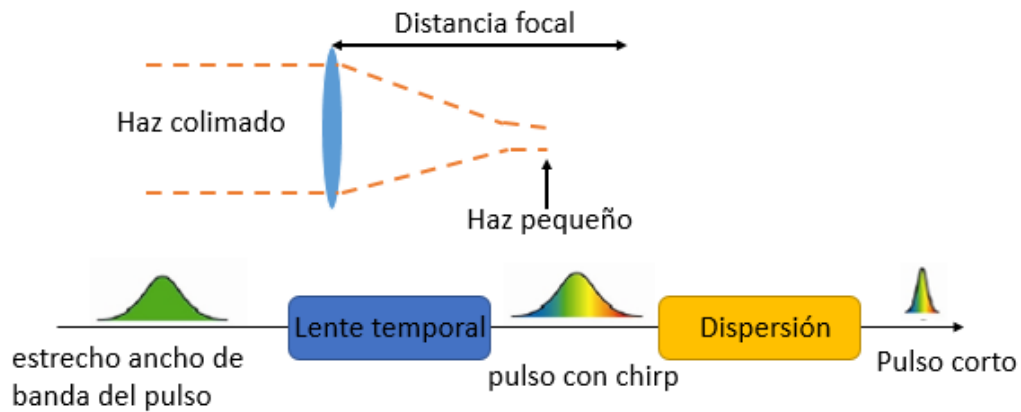 Distancia focal
Haz colimado
Haz pequeño
Lente temporal
Dispersión
estrecho ancho de
banda del pulso
pulso con chirp
Pulso corto